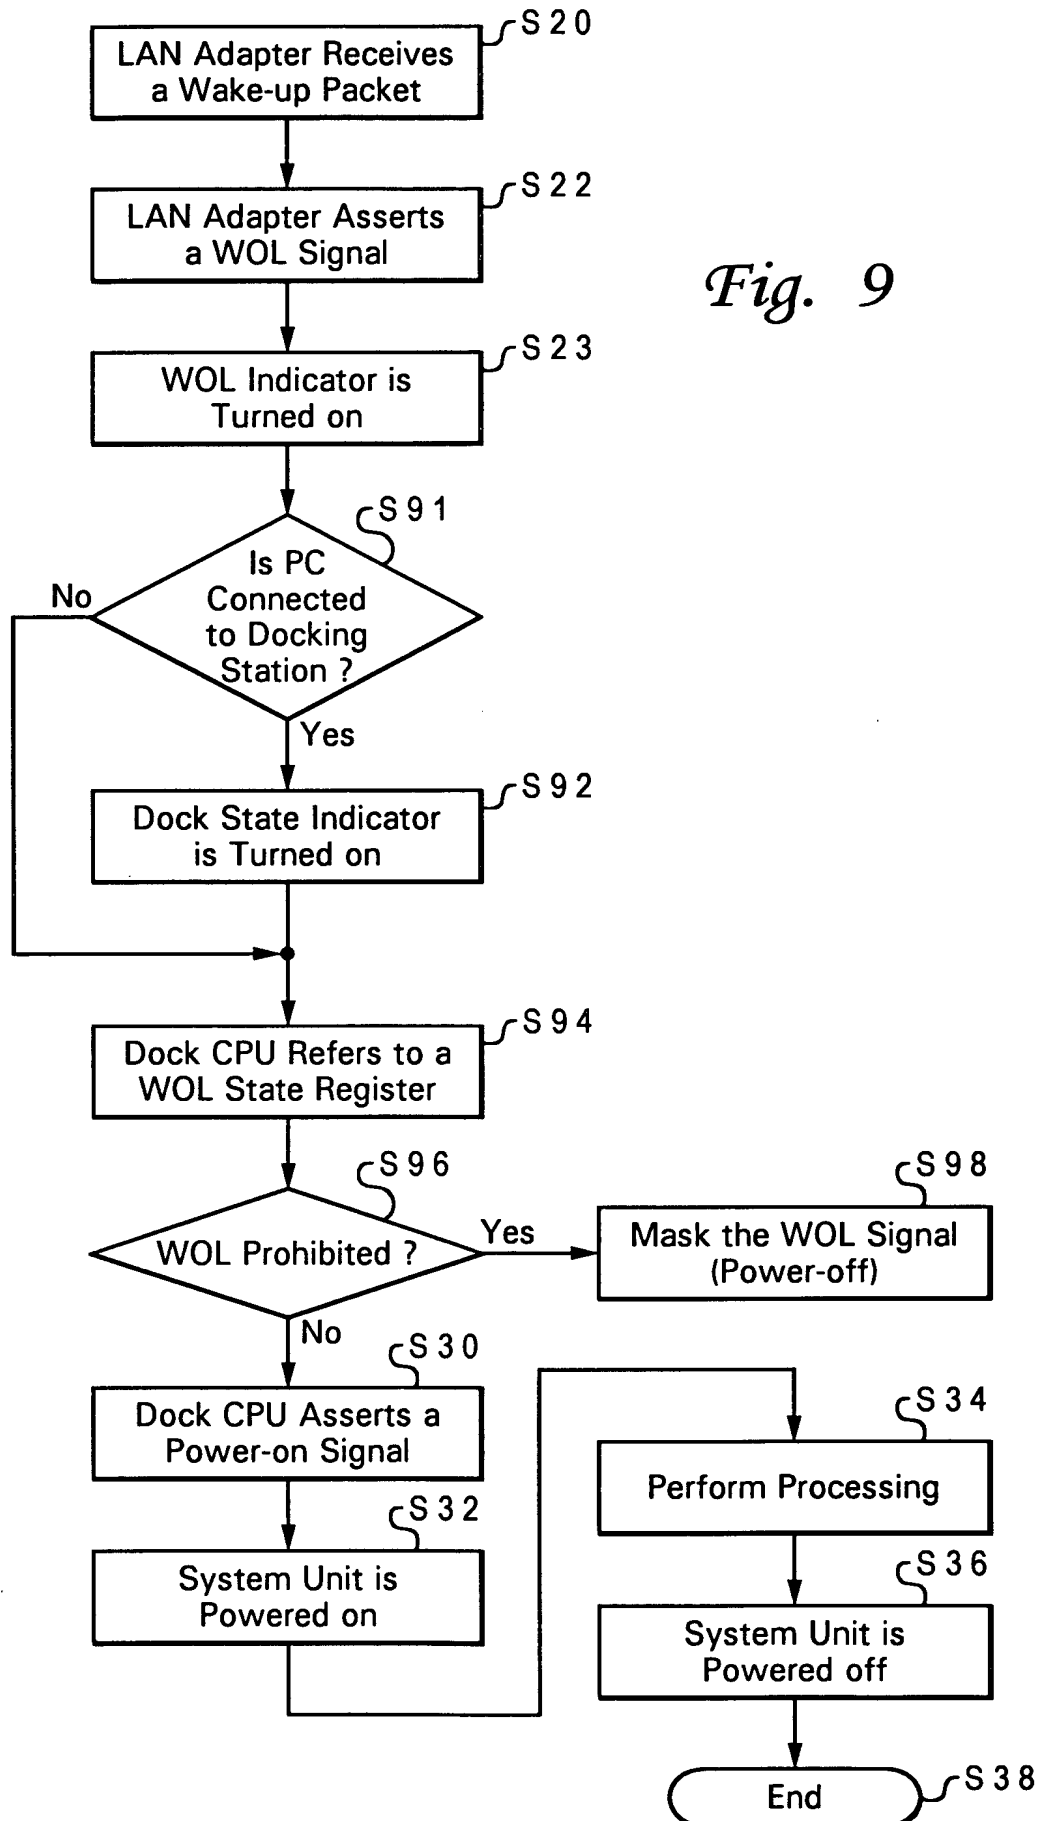 S20
LAN Adapter Receives
a Wake-up Packet
S22
LAN Adapter Asserts
a WOL Signal
Fig. 9
S23
WOL Indicator is
Turned on
S91
Is PC
Connected
to Docking
Station ?
No
Yes
S92
Dock State Indicator
is Turned on
S94
Dock CPU Refers to a
WOL State Register
S96
WOL Prohibited ?
Yes
S98
Mask the WOL Signal
(Power-off)
No
S30
Dock CPU Asserts a
Power-on Signal
S32
System Unit is
Powered on
S34
Perform Processing
S36
System Unit is
Powered off
S38
End